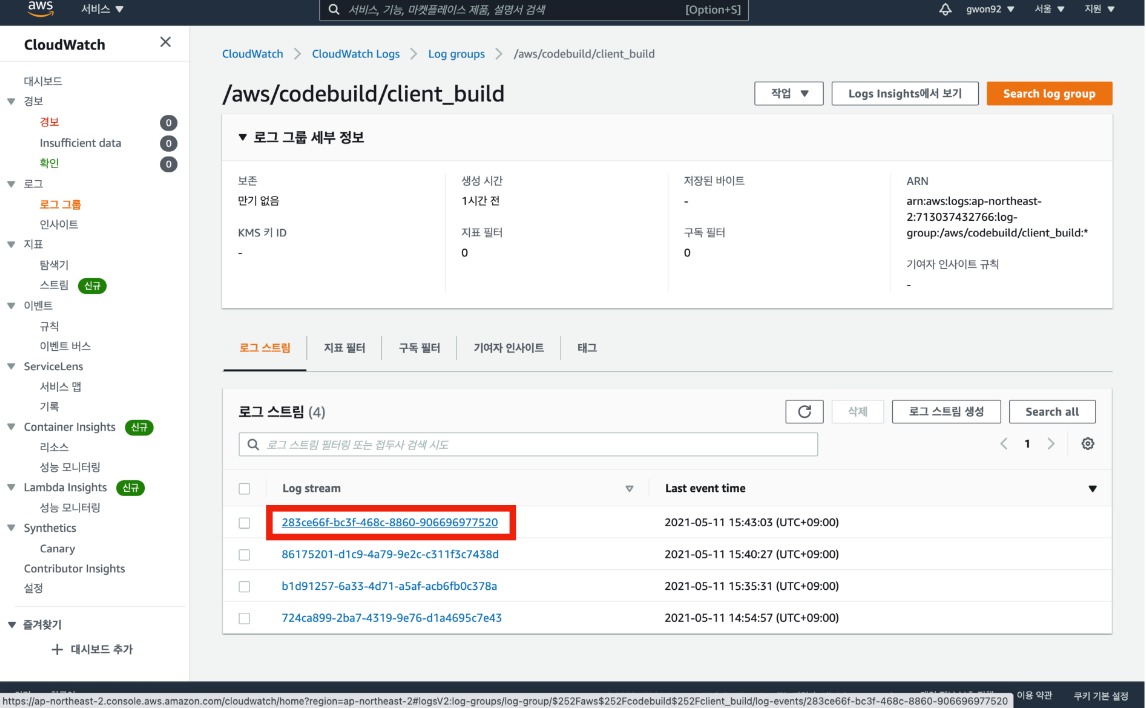 aws
서비스 ▼
서비스, 기능, 마켓플레이스 제품, 설명서 검색 [Option+S]
gwon92 ▼ 서울 ▼ 지원 ▼
CloudWatch
대시보드
경보
경보 0
Insufficient data 0
확인 0
로그
로그 그룹
인사이트
지표
탐색기
스트림 신규
이벤트
규칙
이벤트 버스
ServiceLens
서비스 맵
기록
Container Insights 신규
리소스
성능 모니터링
Lambda Insights 신규
성능 모니터링
Synthetics
Canary
Contributor Insights
설정
즐겨찾기
+ 대시보드 추가
CloudWatch > CloudWatch Logs > Log groups > /aws/codebuild/client_build
/aws/codebuild/client_build
작업 ▼ Logs Insights에서 보기 Search log group
▼ 로그 그룹 세부 정보
보존
만기 없음
KMS 키 ID
-
생성 시간
1시간 전
지표 필터
0
저장된 바이트
-
구독 필터
0
ARN
arn:aws:logs:ap-northeast-
2:713037432766:log-
group:/aws/codebuild/client_build:*
기여자 인사이트 규칙
-
로그 스트림 지표 필터 구독 필터 기여자 인사이트 태그
로그 스트림 (4)
삭제 로그 스트림 생성 Search all
로그 스트림 필터링 또는 접두사 검색 시도
< 1 >
Log stream Last event time
283ce66f-bc3f-468c-8860-906696977520 2021-05-11 15:43:03 (UTC+09:00)
86175201-d1c9-4a79-9e2c-c311f3c7438d 2021-05-11 15:40:27 (UTC+09:00)
b1d91257-6a33-4d71-a5af-acb6fb0c378a 2021-05-11 15:35:31 (UTC+09:00)
724ca899-2ba7-4319-9e76-d1a4695c7e43 2021-05-11 14:54:57 (UTC+09:00)
이용 약관 쿠키 기본 설정
https://ap-northeast-2.console.aws.amazon.com/cloudwatch/home?region=ap-northeast-2#logsV2:log-groups/log-group/$252Faws$252Fcodebuild$252Fclient_build/log-events/283ce66f-bc3f-468c-8860-906696977520